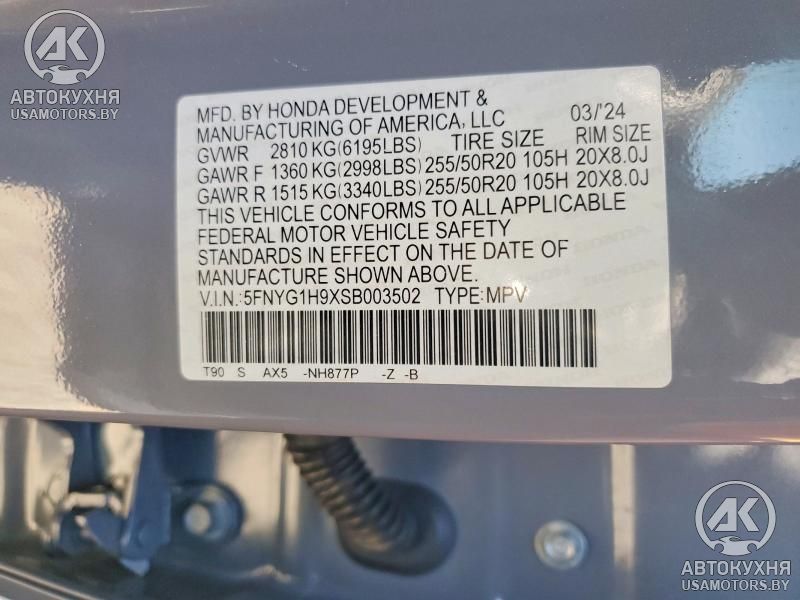 AK
АВТОКУХНЯ
USAMOTORS.BY
MFD. BY HONDA DEVELOPMENT &
MANUFACTURING OF AMERICA, LLC 03/'24
GVWR 2810 KG(6195LBS) TIRE SIZE RIM SIZE
GAWR F 1360 KG(2998LBS) 255/50R20 105H 20X8.0J
GAWR R 1515 KG(3340LBS) 255/50R20 105H 20X8.0J
THIS VEHICLE CONFORMS TO ALL APPLICABLE
FEDERAL MOTOR VEHICLE SAFETY
STANDARDS IN EFFECT ON THE DATE OF
MANUFACTURE SHOWN ABOVE.
V.I.N.:5FNYG1H9XSB003502 TYPE:MPV
T90 S AX5 -NH877P -Z -B
AK
АВТОКУХНЯ
USAMOTORS.BY